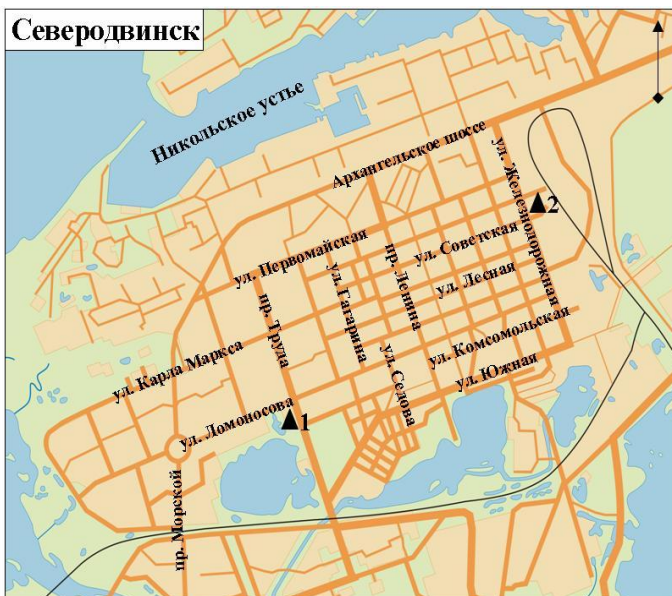 Северодвинск
Никольское устье
Архангельское шоссе
ул. Железнодорожная
2
ул. Первомайская
ул. Советская
пр. Ленина
ул. Гагарина
ул. Лесная
пр. Труда
ул. Карла Маркса
ул. Комсомольская
ул. Седова
ул. Южная
ул. Ломоносова
1
пр. Морской